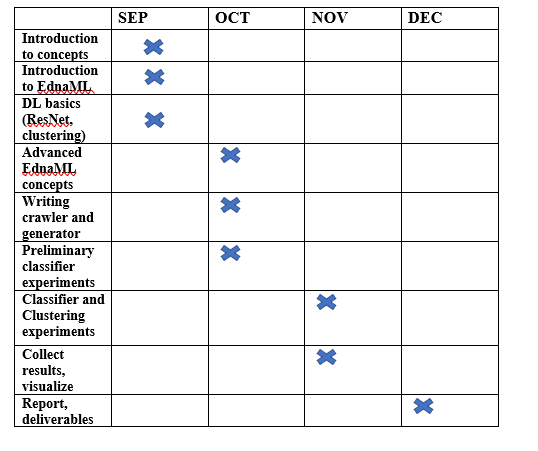 SEP OCT NOV DEC
Introduction
to concepts
Introduction
to EdnaML
DL basics
(ResNet,
clustering)
Advanced
EdnaML
concepts
Writing
crawler and
generator
Preliminary
classifier
experiments
Classifier and
Clustering
experiments
Collect
results,
visualize
Report,
deliverables